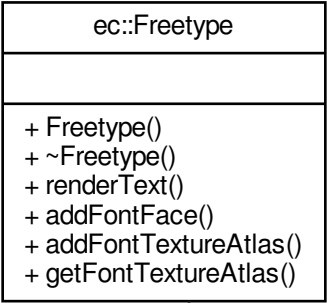 ec::Freetype
+ Freetype()
+ ~Freetype()
+ renderText()
+ addFontFace()
+ addFontTextureAtlas()
+ getFontTextureAtlas()